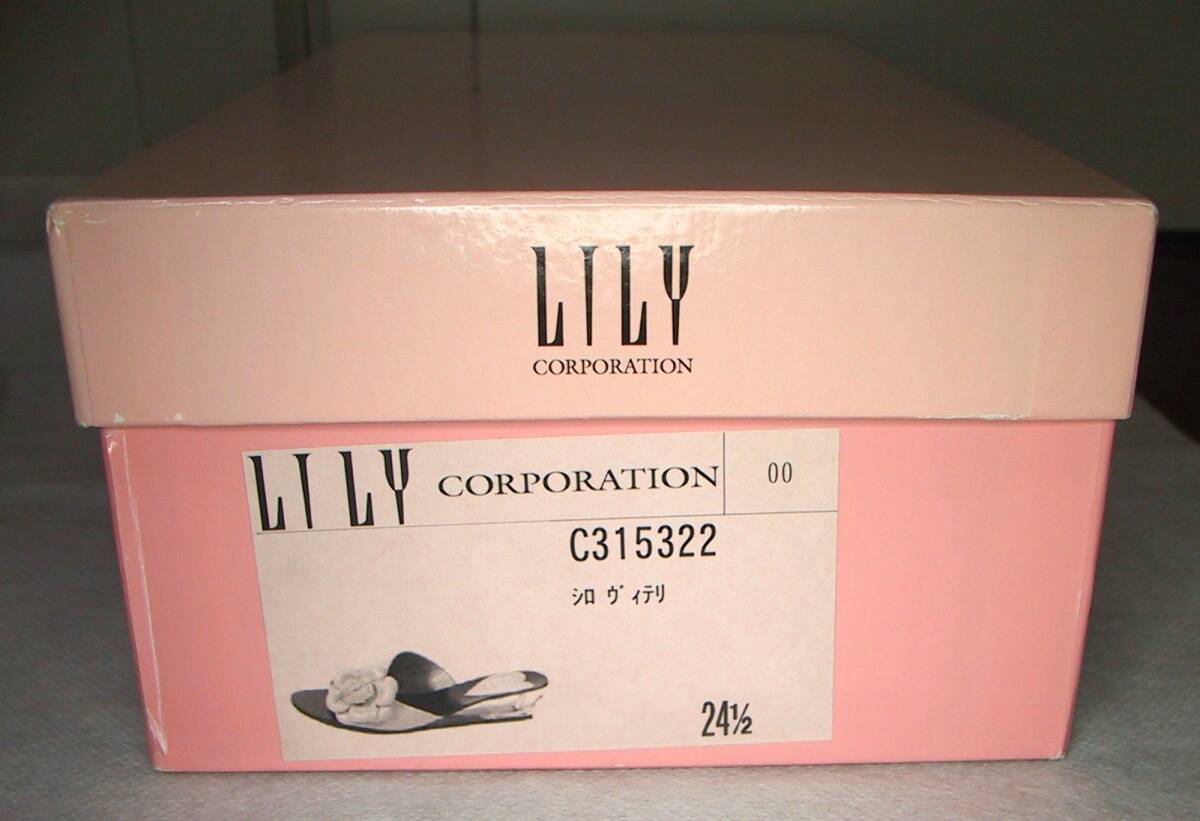 LILY
CORPORATION
LILY CORPORATION 00
C315322
ｼﾛ ｳﾞｨﾃﾘ
24½